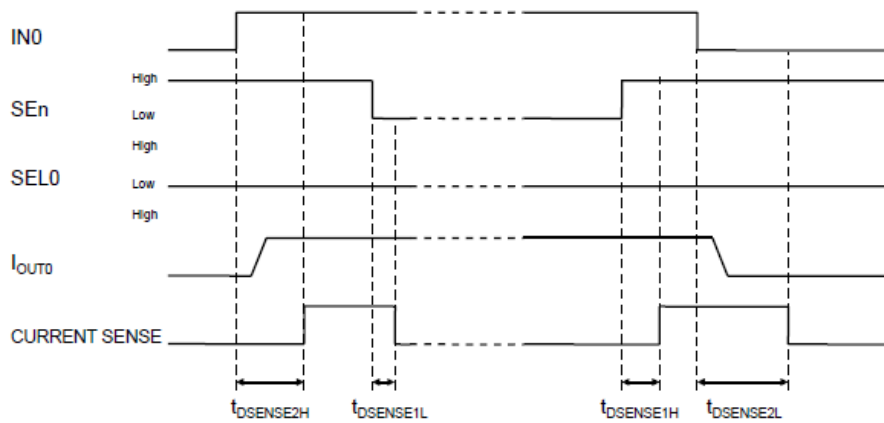 IN0
High
SEn
Low
High
SEL0
Low
High
IOUT0
CURRENT SENSE
tDSENSE2H tDSENSE1L tDSENSE1H tDSENSE2L